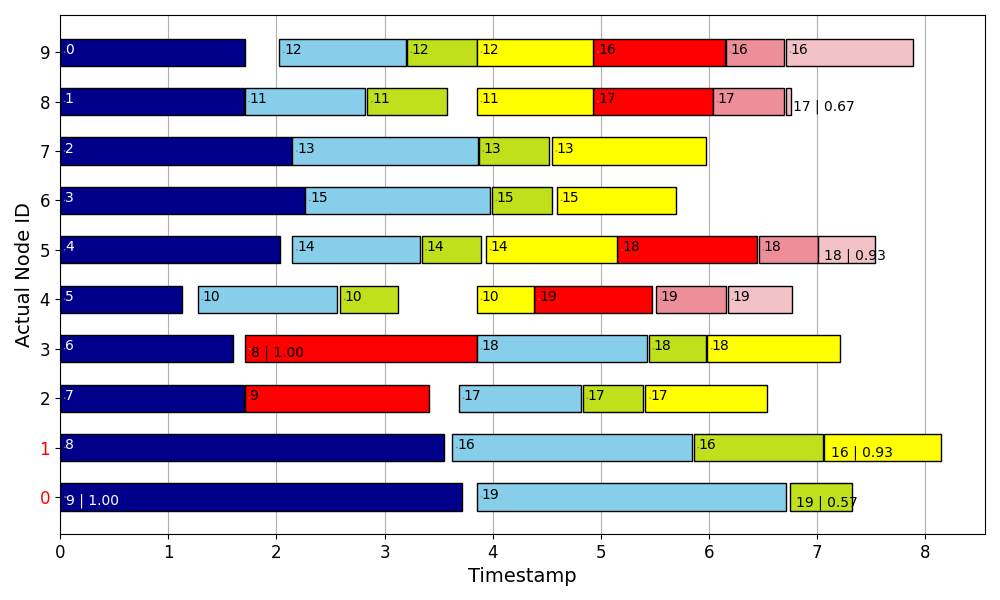 9 .0 .12 .12 .12 .16 .16 .16
8 .1 .11 .11 .11 .17 .17 17 | 0.67
7 .2 .13 .13 .13
6 .3 .15 .15 .15
5 .4 .14 .14 .14 .18 .18 18 | 0.93
4 .5 .10 .10 .10 .19 .19 .19
3 .6 8 | 1.00 .18 .18 .18
2 .7 .9 .17 .17 .17
1 .8 .16 .16 16 | 0.93
0 9 | 1.00 .19 19 | 0.57
0 1 2 3 4 5 6 7 8
Timestamp
Actual Node ID